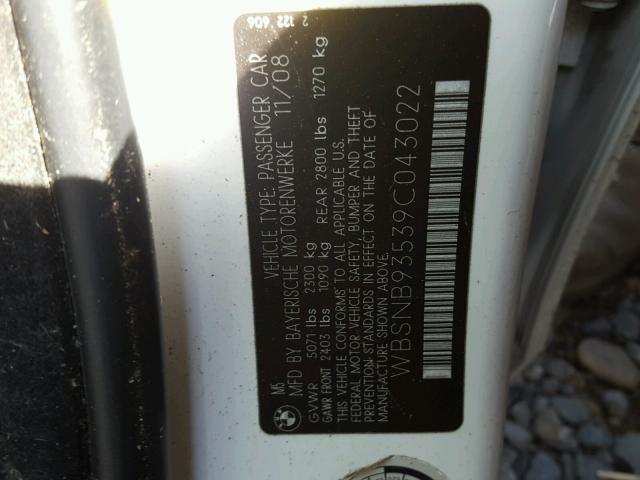 2 122 606
M5 VEHICLE TYPE: PASSENGER CAR
MFD BY BAYERISCHE MOTORENWERKE 11/08
GVWR 5071 lbs 2300 kg
GAWR FRONT 2403 lbs 1090 kg REAR 2800 lbs 1270 kg
THIS VEHICLE CONFORMS TO ALL APPLICABLE U.S.
FEDERAL MOTOR VEHICLE SAFETY, BUMPER AND THEFT
PREVENTION STANDARDS IN EFFECT ON THE DATE OF
MANUFACTURE SHOWN ABOVE.
WBSNB93539C043022